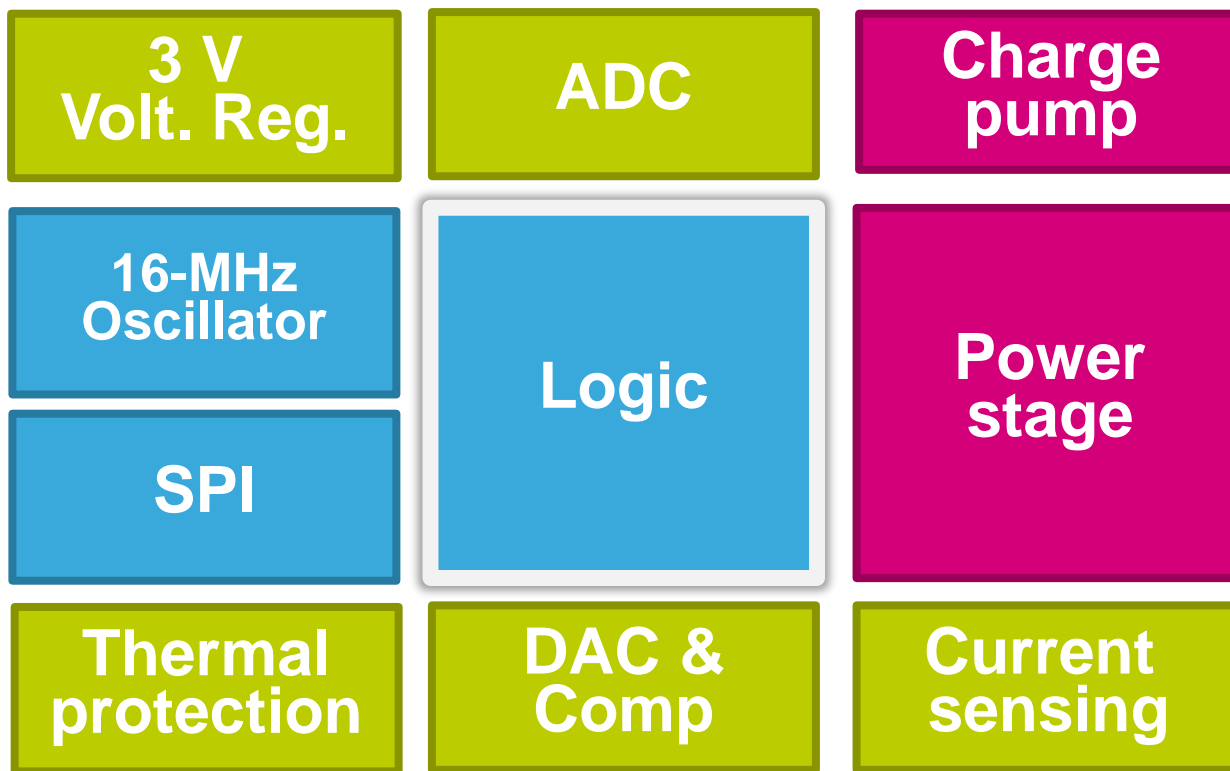 3 V
Volt. Reg.
ADC
Charge
pump
16-MHz
Oscillator
Logic
Power
stage
SPI
Thermal
protection
DAC &
Comp
Current
sensing